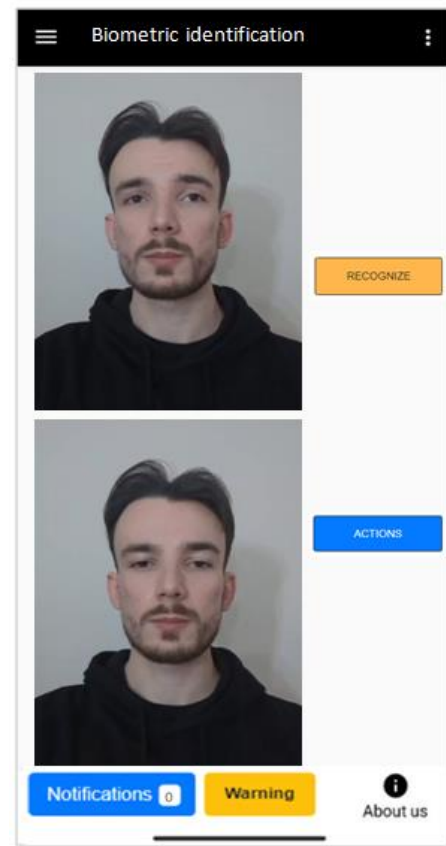 Biometric identification
RECOGNIZE
ACTIONS
Notifications 0
Warning
About us